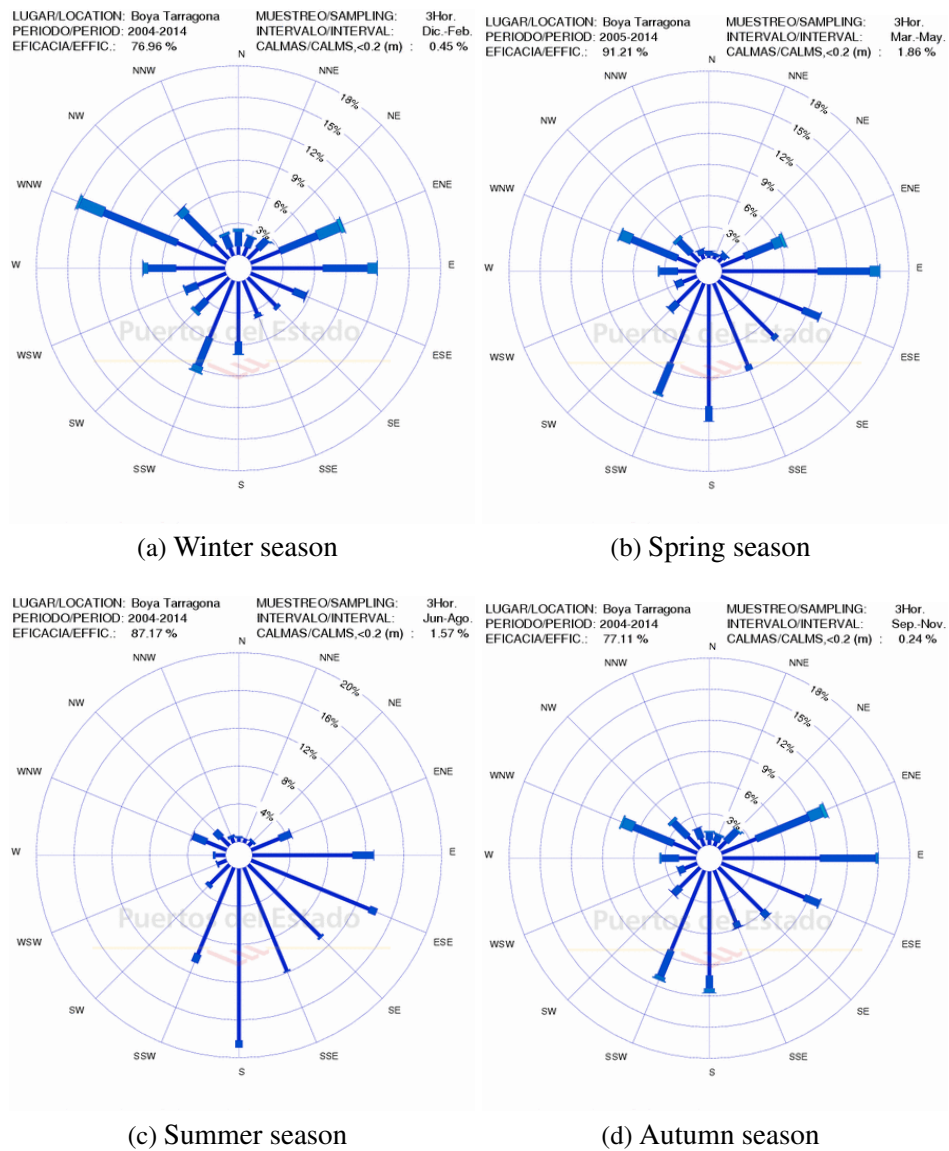 LUGAR/LOCATION: Boya Tarragona MUESTREO/SAMPLING: 3Hor.
PERIODO/PERIOD: 2004-2014 INTERVALO/INTERVAL: Dic.-Feb.
EFICACIA/EFFIC.: 76.96 % CALMAS/CALMS,<0.2 (m) : 0.45 %
N
NNW NNE
18%
NW 15% NE
12%
9%
WNW 6% ENE
3%
W E
Puertos del Estado
WSW ESE
SW SE
SSW SSE
S
(a) Winter season
LUGAR/LOCATION: Boya Tarragona MUESTREO/SAMPLING: 3Hor.
PERIODO/PERIOD: 2005-2014 INTERVALO/INTERVAL: Mar.-May.
EFICACIA/EFFIC.: 91.21 % CALMAS/CALMS,<0.2 (m) : 1.86 %
N
NNW NNE
18%
NW 15% NE
12%
9%
WNW 6% ENE
3%
W E
Puertos del Estado
WSW ESE
SW SE
SSW SSE
S
(b) Spring season
LUGAR/LOCATION: Boya Tarragona MUESTREO/SAMPLING: 3Hor.
PERIODO/PERIOD: 2004-2014 INTERVALO/INTERVAL: Jun-Ago.
EFICACIA/EFFIC.: 87.17 % CALMAS/CALMS,<0.2 (m) : 1.57 %
N
NNW NNE
20%
NW 16% NE
12%
WNW 8% ENE
4%
W E
Puertos del Estado
WSW ESE
SW SE
SSW SSE
S
(c) Summer season
LUGAR/LOCATION: Boya Tarragona MUESTREO/SAMPLING: 3Hor.
PERIODO/PERIOD: 2004-2014 INTERVALO/INTERVAL: Sep.-Nov.
EFICACIA/EFFIC.: 77.11 % CALMAS/CALMS,<0.2 (m) : 0.24 %
N
NNW NNE
18%
NW 15% NE
12%
9%
WNW 6% ENE
3%
W E
Puertos del Estado
WSW ESE
SW SE
SSW SSE
S
(d) Autumn season